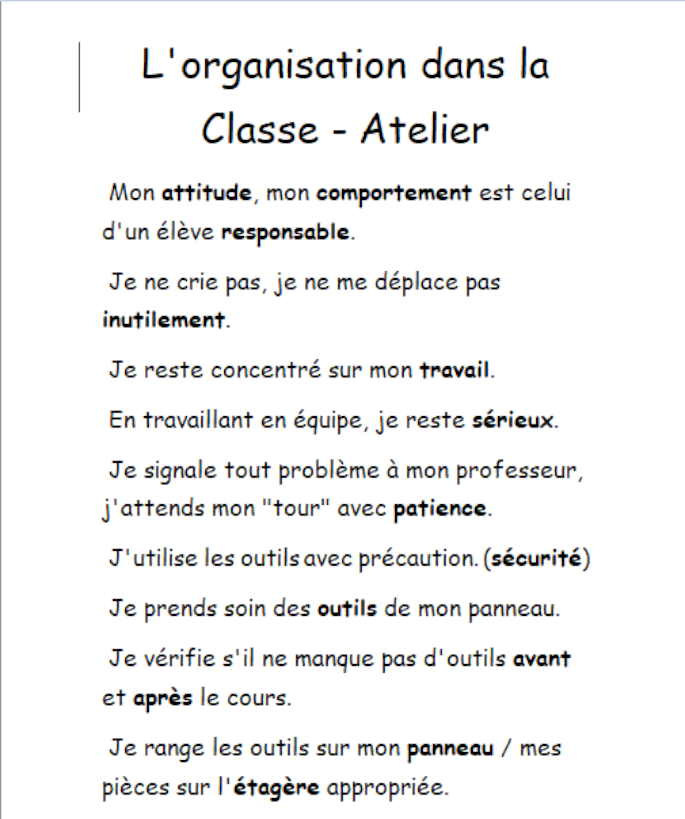 L'organisation dans la
Classe - Atelier
Mon attitude, mon comportement est celui
d'un élève responsable.
Je ne crie pas, je ne me déplace pas
inutilement.
Je reste concentré sur mon travail.
En travaillant en équipe, je reste sérieux.
Je signale tout problème à mon professeur,
j'attends mon "tour" avec patience.
J'utilise les outils avec précaution. (sécurité)
Je prends soin des outils de mon panneau.
Je vérifie s'il ne manque pas d'outils avant
et après le cours.
Je range les outils sur mon panneau / mes
pièces sur l'étagère appropriée.